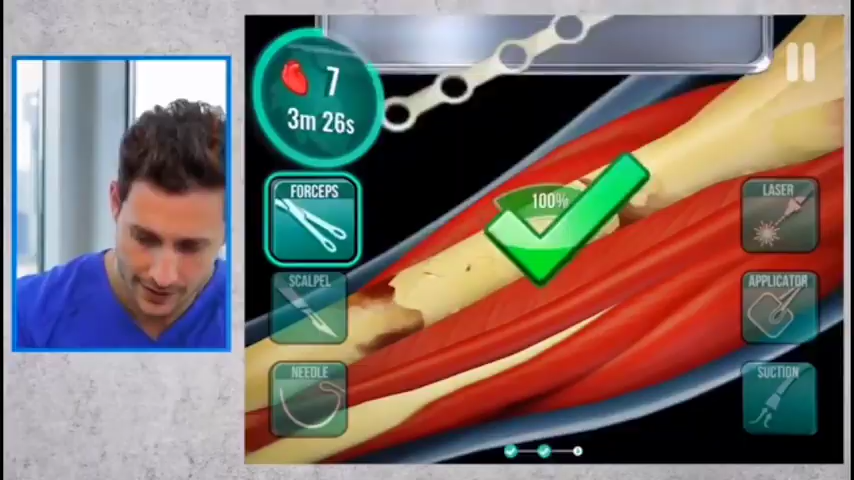 7
3m 26s
FORCEPS
SCALPEL
NEEDLE
100%
LASER
APPLICATOR
SUCTION